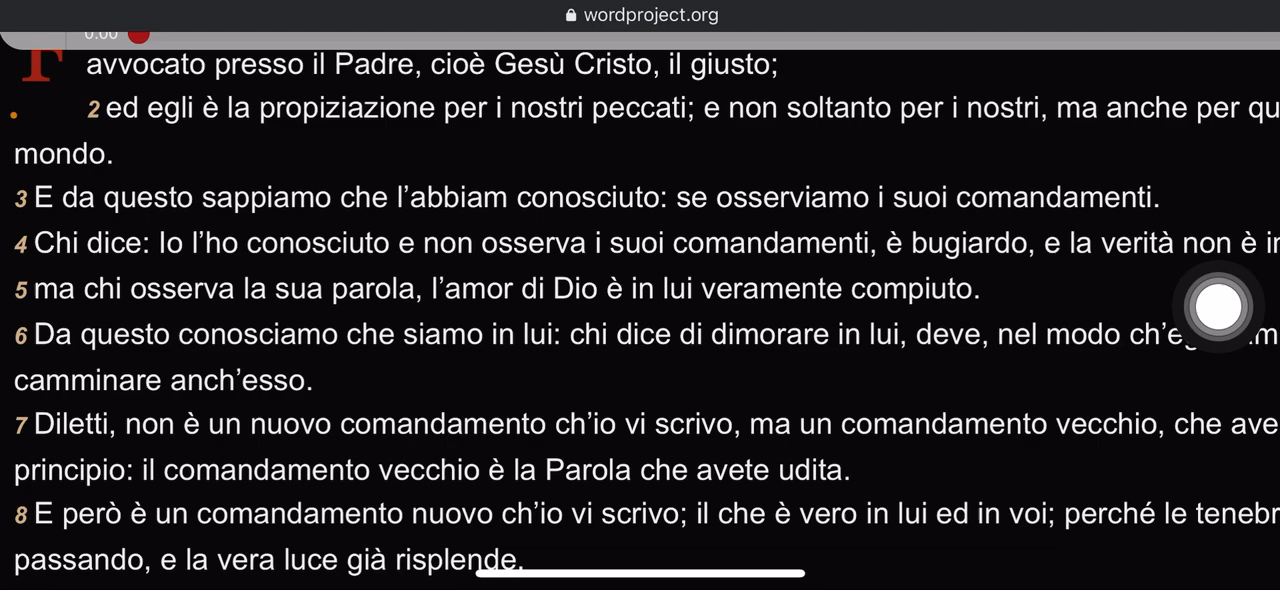 wordproject.org
0:00
avvocato presso il Padre, cioè Gesù Cristo, il giusto;
2 ed egli è la propiziazione per i nostri peccati; e non soltanto per i nostri, ma anche per
mondo.
3 E da questo sappiamo che l’abbiam conosciuto: se osserviamo i suoi comandamenti.
4 Chi dice: Io l’ho conosciuto e non osserva i suoi comandamenti, è bugiardo, e la verità non è
5 ma chi osserva la sua parola, l’amor di Dio è in lui veramente compiuto.
6 Da questo conosciamo che siamo in lui: chi dice di dimorare in lui, deve, nel modo
camminare anch’esso.
7 Diletti, non è un nuovo comandamento ch’io vi scrivo, ma un comandamento vecchio, che
principio: il comandamento vecchio è la Parola che avete udita.
8 E però è un comandamento nuovo ch’io vi scrivo; il che è vero in lui ed in voi; perché le
passando, e la vera luce già risplende.